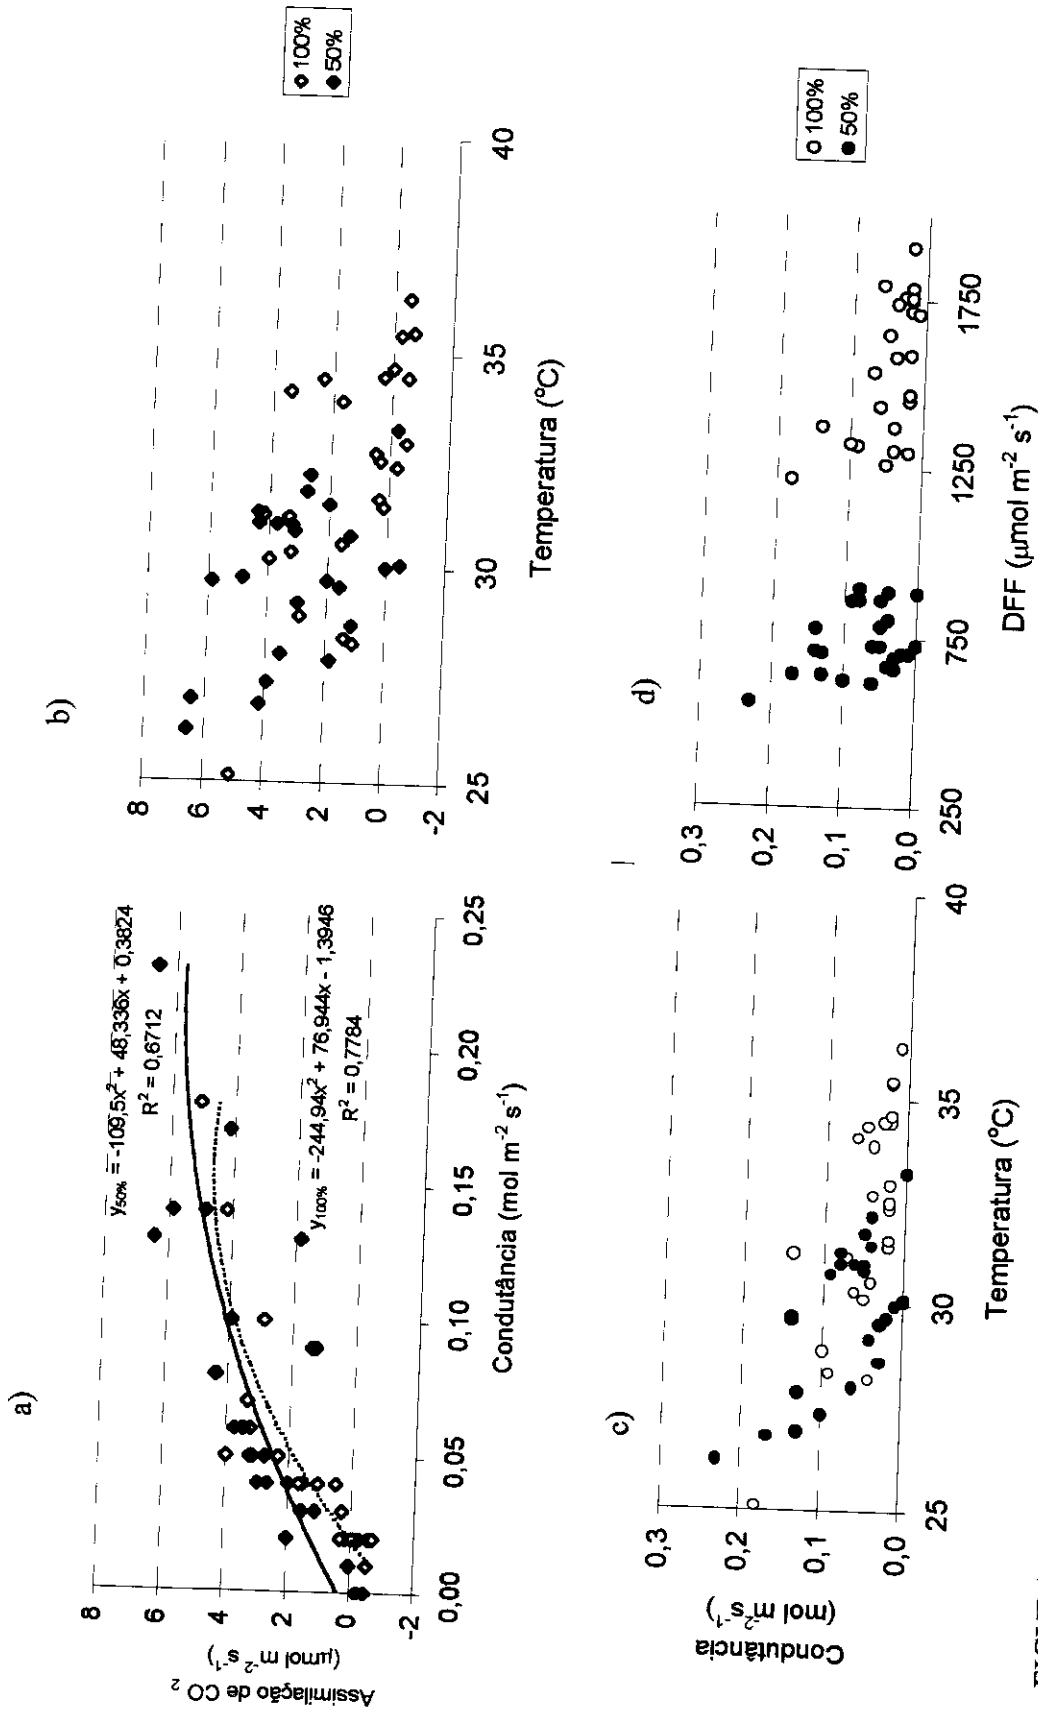 a)
Assimilação de CO2
(µmol m-2 s-1)
8
6
4
2
0
-2
0,00
0,05
0,10
0,15
0,20
0,25
Condutância (mol m-2 s-1)
y50% = -109,5x2 + 48,336x + 0,3824
R2 = 0,6712
y100% = -244,94x2 + 76,944x - 1,3946
R2 = 0,7784
b)
8
6
4
2
0
-2
25
30
35
40
Temperatura (°C)
100%
50%
c)
Condutância
(mol m-2s-1)
0,3
0,2
0,1
0,0
25
30
35
40
Temperatura (°C)
d)
0,3
0,2
0,1
0,0
250
750
1250
1750
DFF (µmol m-2 s-1)
100%
50%